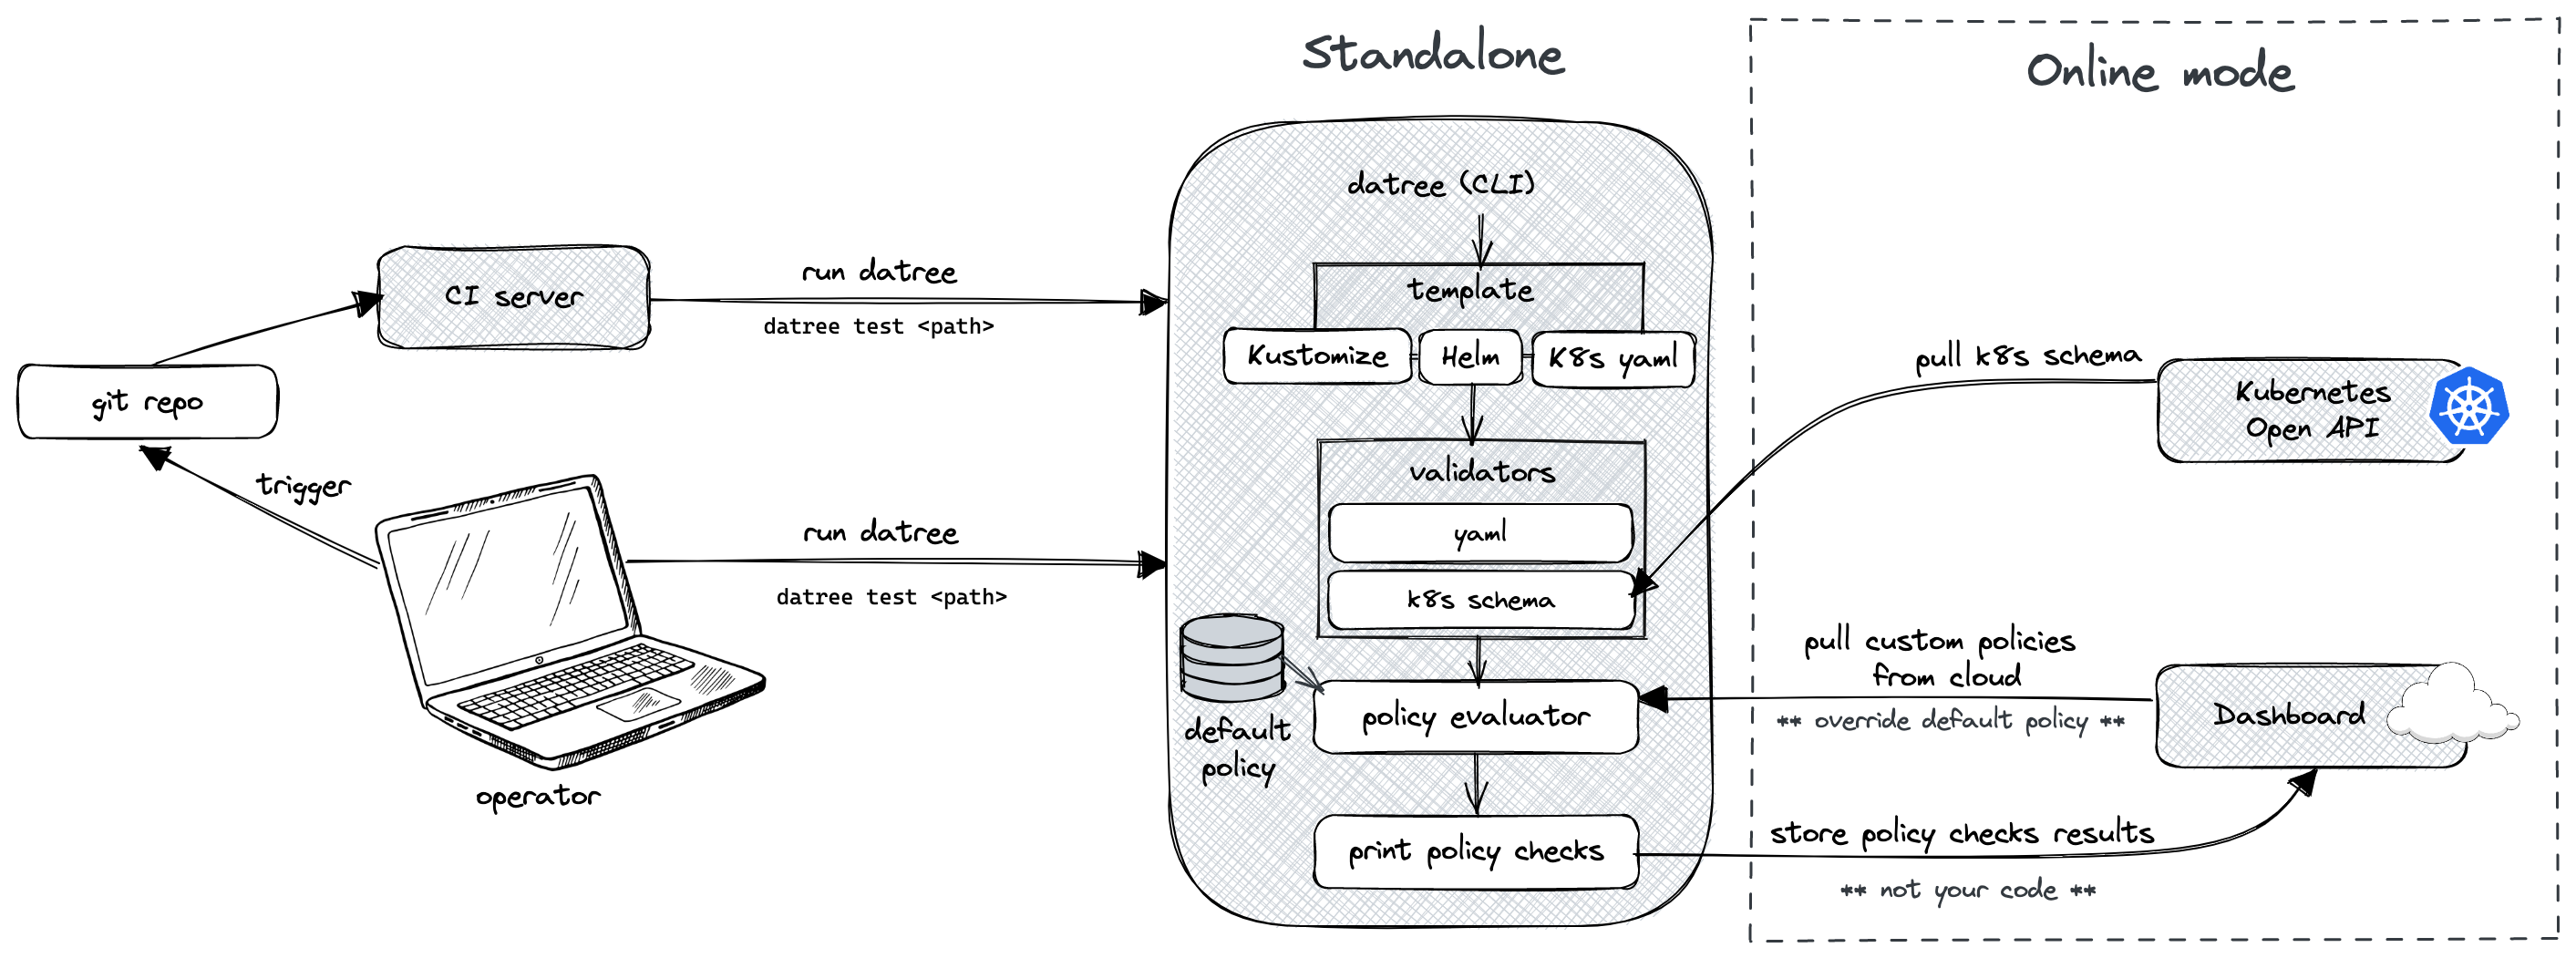 Standalone
Online mode
datree (CLI)
template
Kustomize
Helm
K8s yaml
validators
yaml
k8s schema
default
policy
policy evaluator
print policy checks
git repo
CI server
run datree
datree test <path>
trigger
operator
run datree
datree test <path>
pull k8s schema
Kubernetes
Open API
pull custom policies
from cloud
** override default policy **
Dashboard
store policy checks results
** not your code **